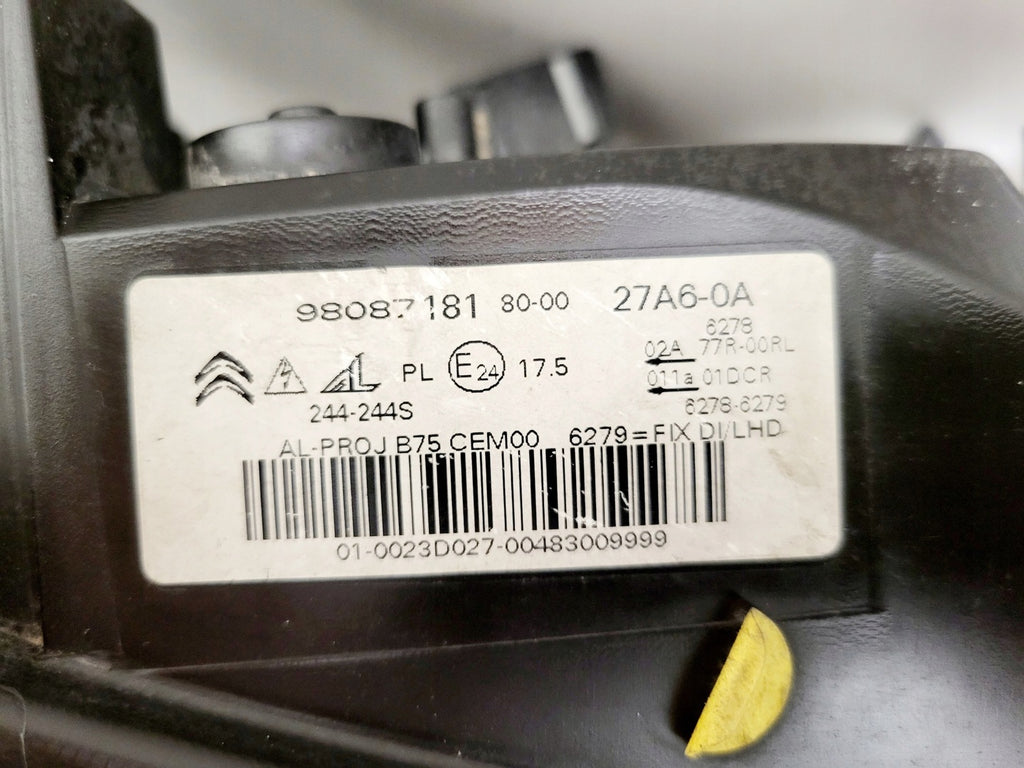 98087181 80-00 27A6-0A
6278
02A 77R-00RL
PL E24 17.5
011a 01DCR
244-244S
6278-6279
AL-PROJ B75 CEM00 6279=FIX DI/LHD
01-0023D027-00483009999